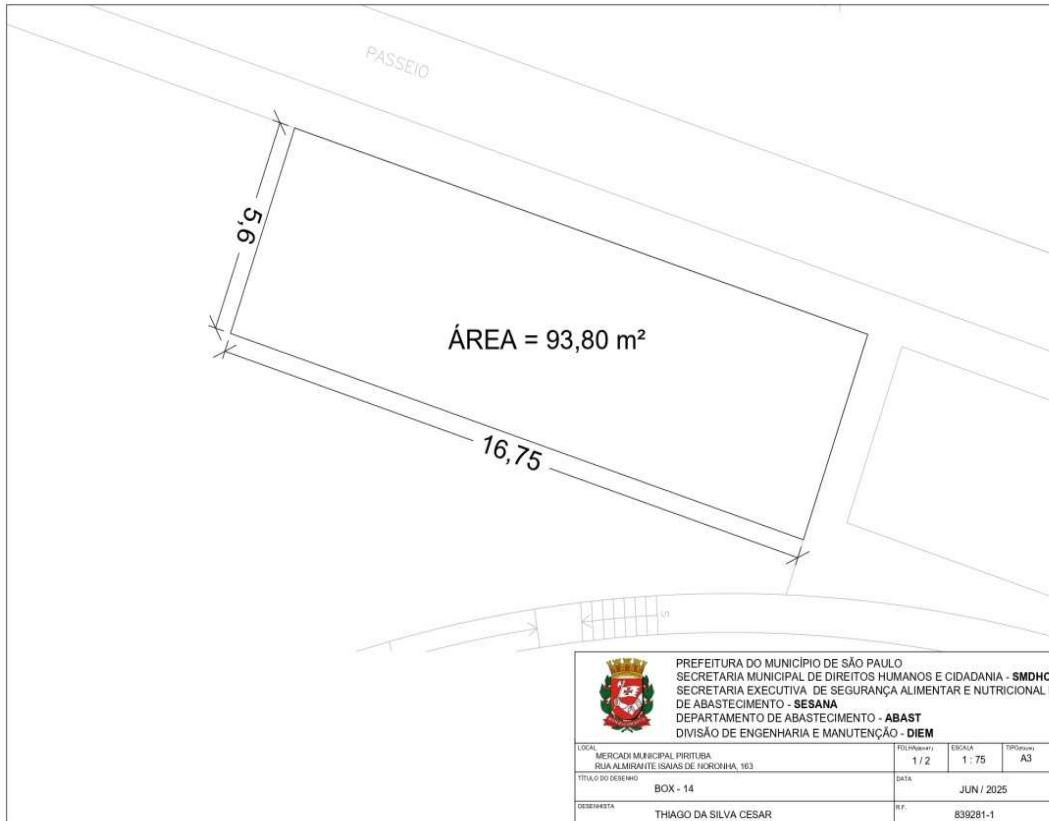 PASSEIO
5,6
ÁREA = 93,80 m²
16,75
S
PREFEITURA DO MUNICÍPIO DE SÃO PAULO
SECRETARIA MUNICIPAL DE DIREITOS HUMANOS E CIDADANIA - SMDHC
SECRETARIA EXECUTIVA DE SEGURANÇA ALIMENTAR E NUTRICIONAL
DE ABASTECIMENTO - SESANA
DEPARTAMENTO DE ABASTECIMENTO - ABAST
DIVISÃO DE ENGENHARIA E MANUTENÇÃO - DIEM
LOCAL
MERCADI MUNICIPAL PIRITUBA
RUA ALMIRANTE ISAIAS DE NORONHA, 163
1 / 2
ESCALA
1 : 75
A3
TÍTULO DO DESENHO
BOX - 14
DATA
JUN / 2025
DESENHISTA
THIAGO DA SILVA CESAR
R.F.
839281-1